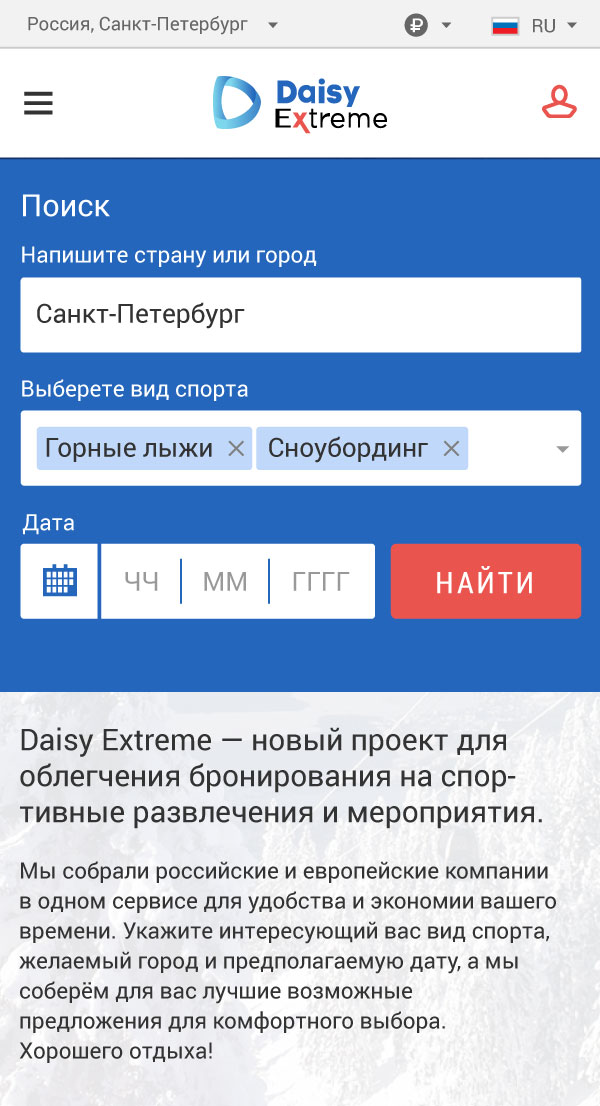 Россия, Санкт-Петербург
₽
RU
Daisy
Extreme
Поиск
Напишите страну или город
Санкт-Петербург
Выберете вид спорта
Горные лыжи × Сноубординг ×
Дата
ЧЧ ММ ГГГГ НАЙТИ
Daisy Extreme — новый проект для
облегчения бронирования на спор-
тивные развлечения и мероприятия.
Мы собрали российские и европейские компании
в одном сервисе для удобства и экономии вашего
времени. Укажите интересующий вас вид спорта,
желаемый город и предполагаемую дату, а мы
соберём для вас лучшие возможные
предложения для комфортного выбора.
Хорошего отдыха!